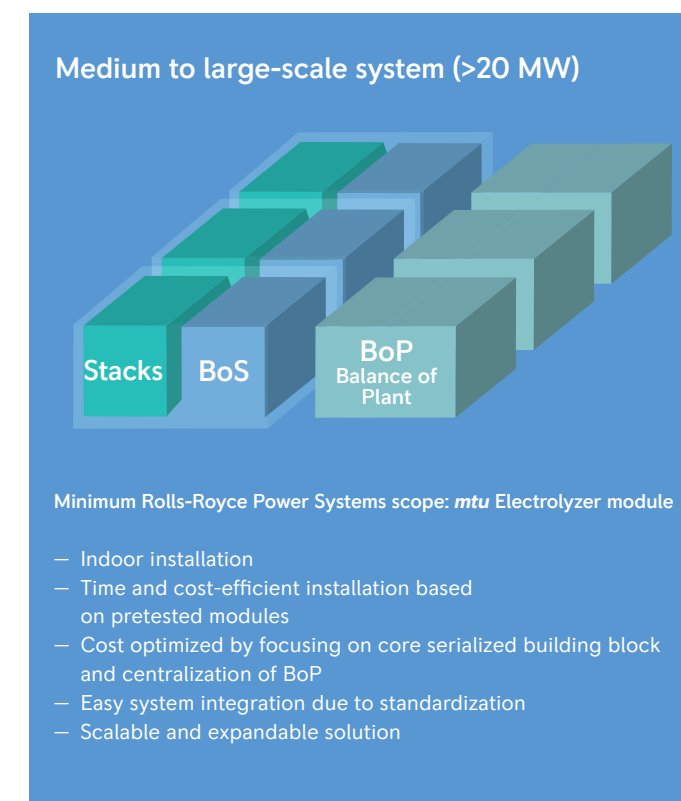 Medium to large-scale system (>20 MW)
Stacks
BoS
BoP
Balance of
Plant
Minimum Rolls-Royce Power Systems scope: mtu Electrolyzer module
— Indoor installation
— Time and cost-efficient installation based
on pretested modules
— Cost optimized by focusing on core serialized building block
and centralization of BoP
— Easy system integration due to standardization
— Scalable and expandable solution